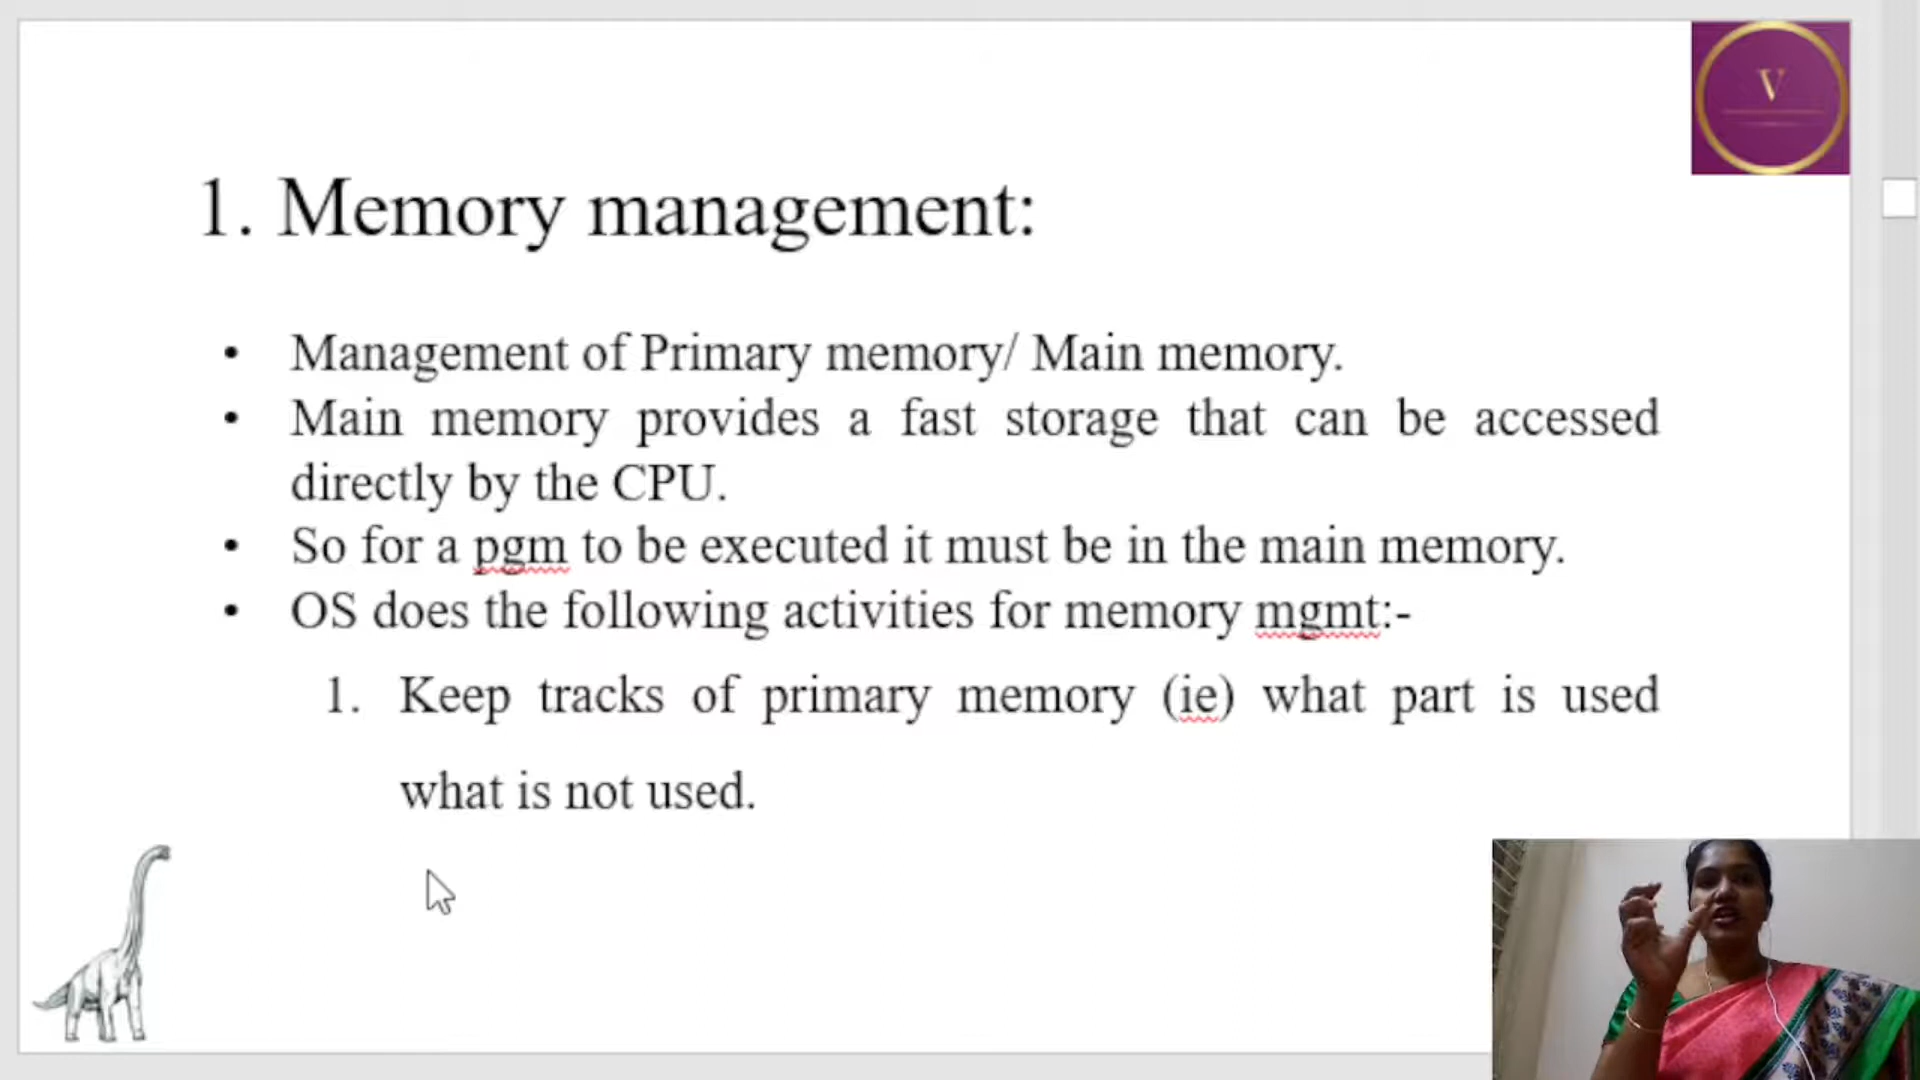 V
1. Memory management:
• Management of Primary memory/ Main memory.
• Main memory provides a fast storage that can be accessed
directly by the CPU.
• So for a pgm to be executed it must be in the main memory.
• OS does the following activities for memory mgmt:-
1. Keep tracks of primary memory (ie) what part is used
what is not used.